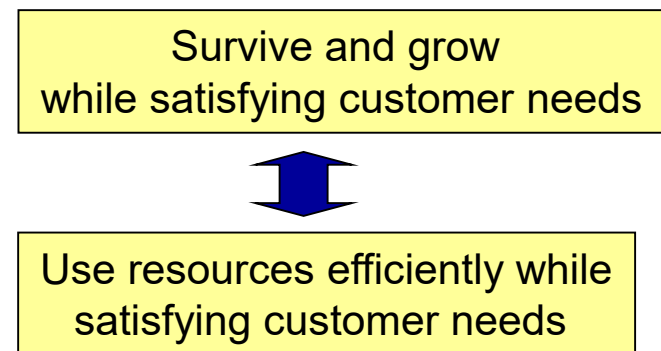 Survive and grow
while satisfying customer needs
Use resources efficiently while
satisfying customer needs